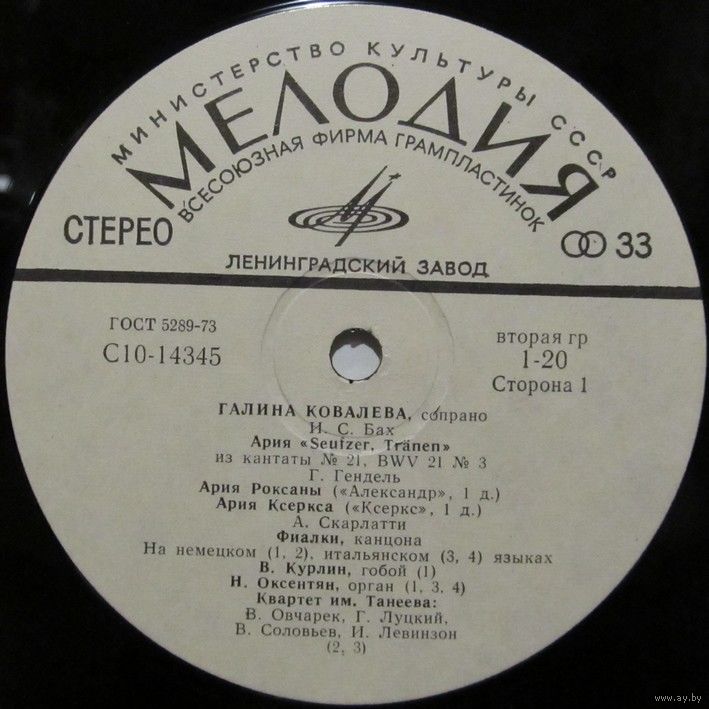 МИНИСТЕРСТВО КУЛЬТУРЫ СССР
МЕЛОДИЯ
ВСЕСОЮЗНАЯ ФИРМА ГРАМПЛАСТИНОК
СТЕРЕО
33
ЛЕНИНГРАДСКИЙ ЗАВОД
ГОСТ 5289-73
С10-14345
вторая гр
1-20
Сторона 1
ГАЛИНА КОВАЛЕВА, сопрано
И. С. Бах
Ария «Seufzer, Tränen»
из кантаты № 21, BWV 21 № 3
Г. Гендель
Ария Роксаны («Александр», 1 д.)
Ария Ксеркса («Ксеркс», 1 д.)
А. Скарлатти
Фиалки, канцона
На немецком (1, 2), итальянском (3, 4) языках
В. Курлин, гобой (1)
Н. Оксентян, орган (1, 3, 4)
Квартет им. Танеева:
В. Овчарек, Г. Луцкий,
В. Соловьев, И. Левинзон
(2, 3)
www.ay.by